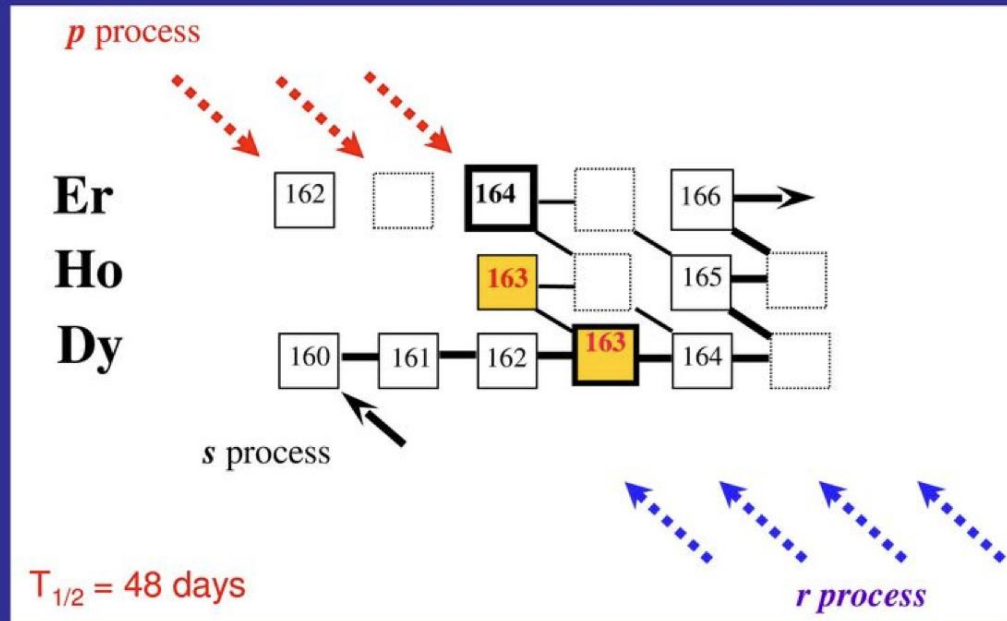 p process
Er 162 164 166
Ho 163 165
Dy 160 161 162 163 164
s process
T1/2 = 48 days
r process